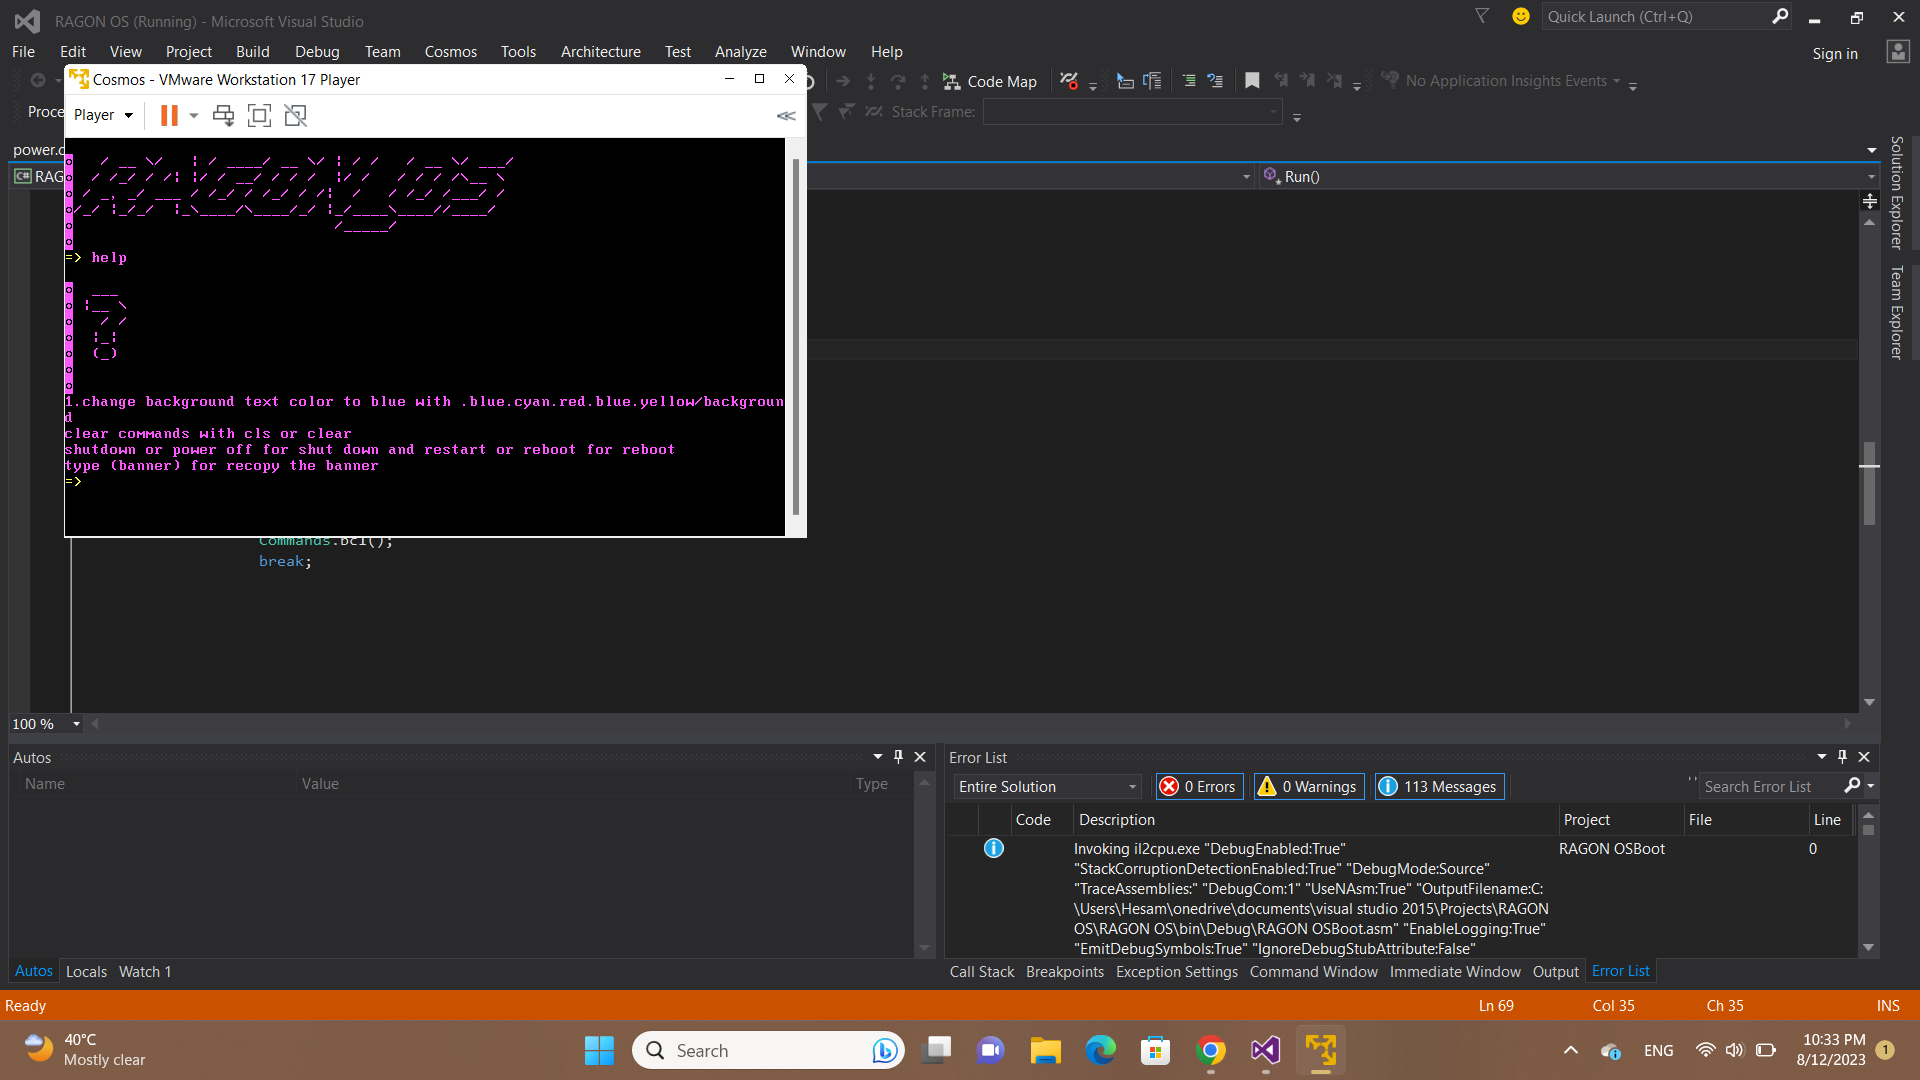 RAGON OS (Running) - Microsoft Visual Studio
Quick Launch (Ctrl+Q)
File Edit View Project Build Debug Team Cosmos Tools Architecture Test Analyze Window Help
Sign in
Cosmos - VMware Workstation 17 Player
Code Map
No Application Insights Events
Player
Proce
Stack Frame:
power.c
RAG
Run()
Solution Explorer
Team Explorer
=> help
1.change background text color to blue with .blue.cyan.red.blue.yellow/backgroun
d
clear commands with cls or clear
shutdown or power off for shut down and restart or reboot for reboot
type (banner) for recopy the banner
=>
Commands.bcl();
break;
100 %
Autos
Name Value Type
Error List
Entire Solution
0 Errors
0 Warnings
113 Messages
Search Error List
Code Description Project File Line
Invoking il2cpu.exe "DebugEnabled:True" RAGON OSBoot 0
"StackCorruptionDetectionEnabled:True" "DebugMode:Source"
"TraceAssemblies:" "DebugCom:1" "UseNAsm:True" "OutputFilename:C:
\Users\Hesam\onedrive\documents\visual studio 2015\Projects\RAGON
OS\RAGON OS\bin\Debug\RAGON OSBoot.asm" "EnableLogging:True"
"EmitDebugSymbols:True" "IgnoreDebugStubAttribute:False"
Autos Locals Watch 1
Call Stack Breakpoints Exception Settings Command Window Immediate Window Output Error List
Ready
Ln 69 Col 35 Ch 35 INS
40°C
Mostly clear
Search
ENG
10:33 PM
8/12/2023
1